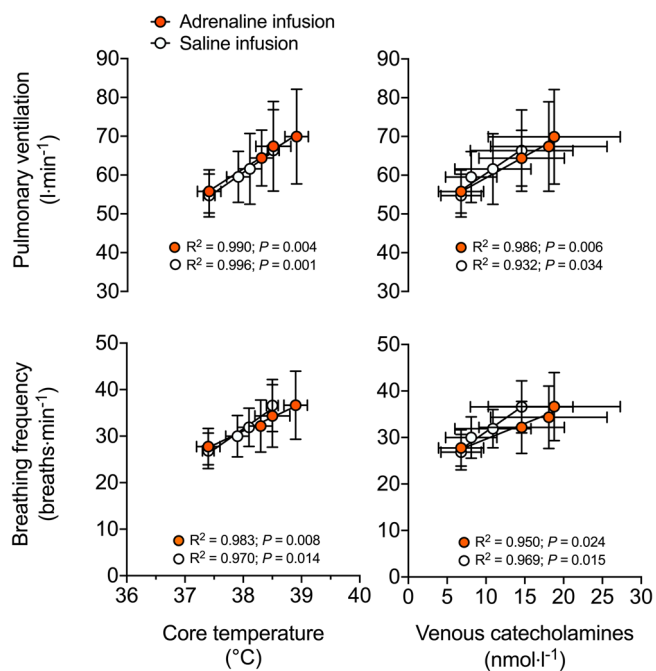 Adrenaline infusion
Saline infusion
Pulmonary ventilation
(l·min⁻¹)
90
80
70
60
50
40
30
R² = 0.990; P = 0.004
R² = 0.996; P = 0.001
90
80
70
60
50
40
30
R² = 0.986; P = 0.006
R² = 0.932; P = 0.034
Breathing frequency
(breaths·min⁻¹)
50
40
30
20
10
0
R² = 0.983; P = 0.008
R² = 0.970; P = 0.014
36 37 38 39 40
Core temperature
(°C)
50
40
30
20
10
0
R² = 0.950; P = 0.024
R² = 0.969; P = 0.015
0 5 10 15 20 25 30
Venous catecholamines
(nmol·l⁻¹)